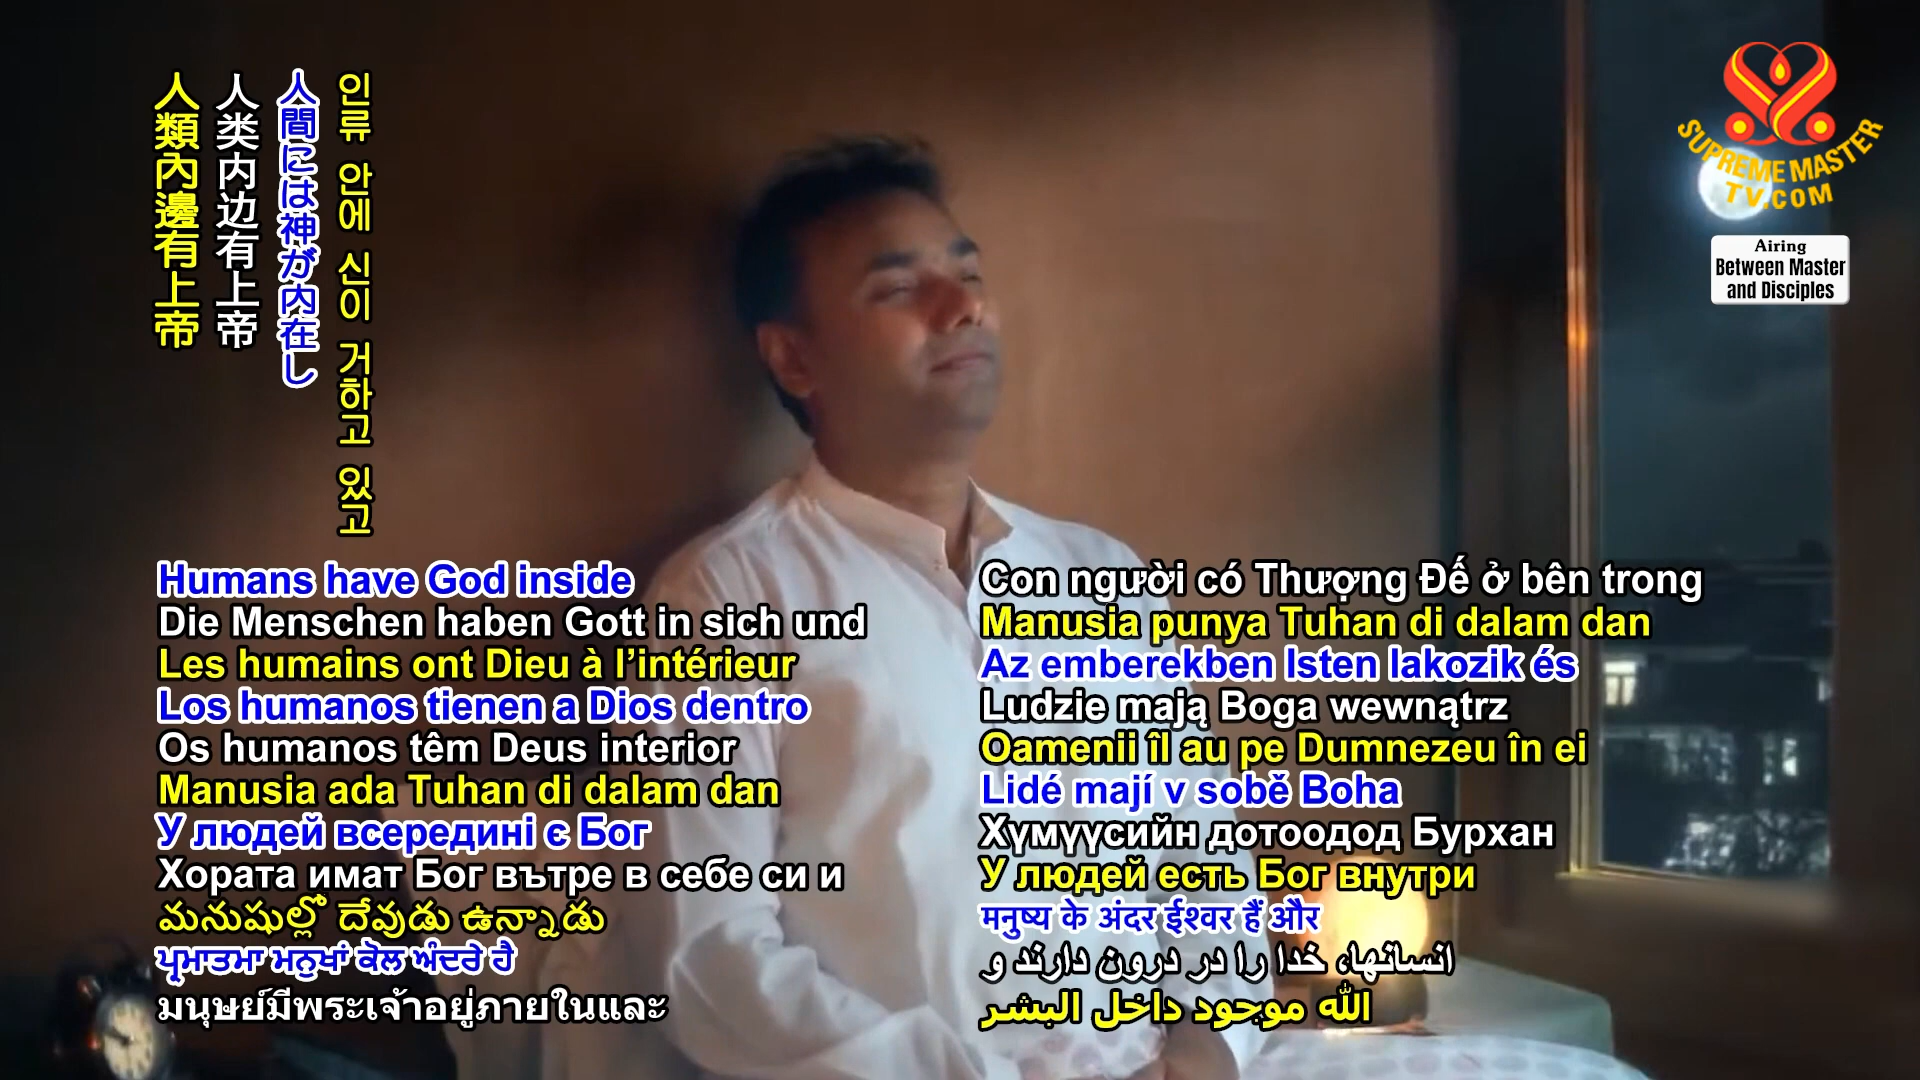 人類內邊有上帝
人类内边有上帝
人間には神が内在し
인류 안에 신이 거하고 있고
SUPREME MASTER
TV.COM
Airing
Between Master
and Disciples
Humans have God inside
Die Menschen haben Gott in sich und
Les humains ont Dieu à l’intérieur
Los humanos tienen a Dios dentro
Os humanos têm Deus interior
Manusia ada Tuhan di dalam dan
У людей всередині є Бог
Хората имат Бог вътре в себе си и
మనుషుల్లో దేవుడు ఉన్నాడు
ਪ੍ਰਮਾਤਮਾ ਮਨੁਖਾਂ ਕੋਲ ਅੰਦਰੇ ਹੈ
มนุษย์มีพระเจ้าอยู่ภายในและ
Con người có Thượng Đế ở bên trong
Manusia punya Tuhan di dalam dan
Az emberekben Isten lakozik és
Ludzie mają Boga wewnątrz
Oamenii îl au pe Dumnezeu în ei
Lidé mají v sobě Boha
Хүмүүсийн дотоодод Бурхан
У людей есть Бог внутри
मनुष्य के अंदर ईश्वर हैं और
انسانها، خدا را در درون دارند و
الله موجود داخل البشر